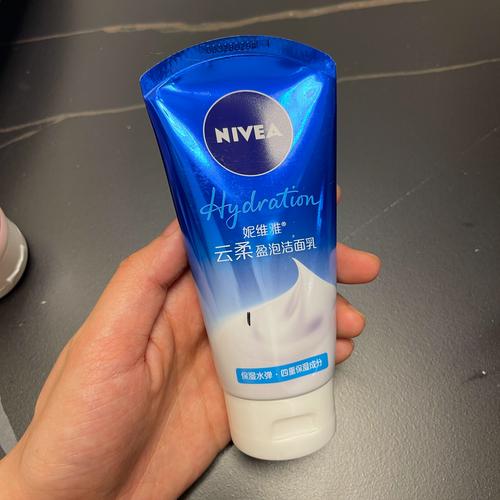 NIVEA
Hydration
妮维雅®
云柔盈泡洁面乳
保湿水弹·四重保湿成分